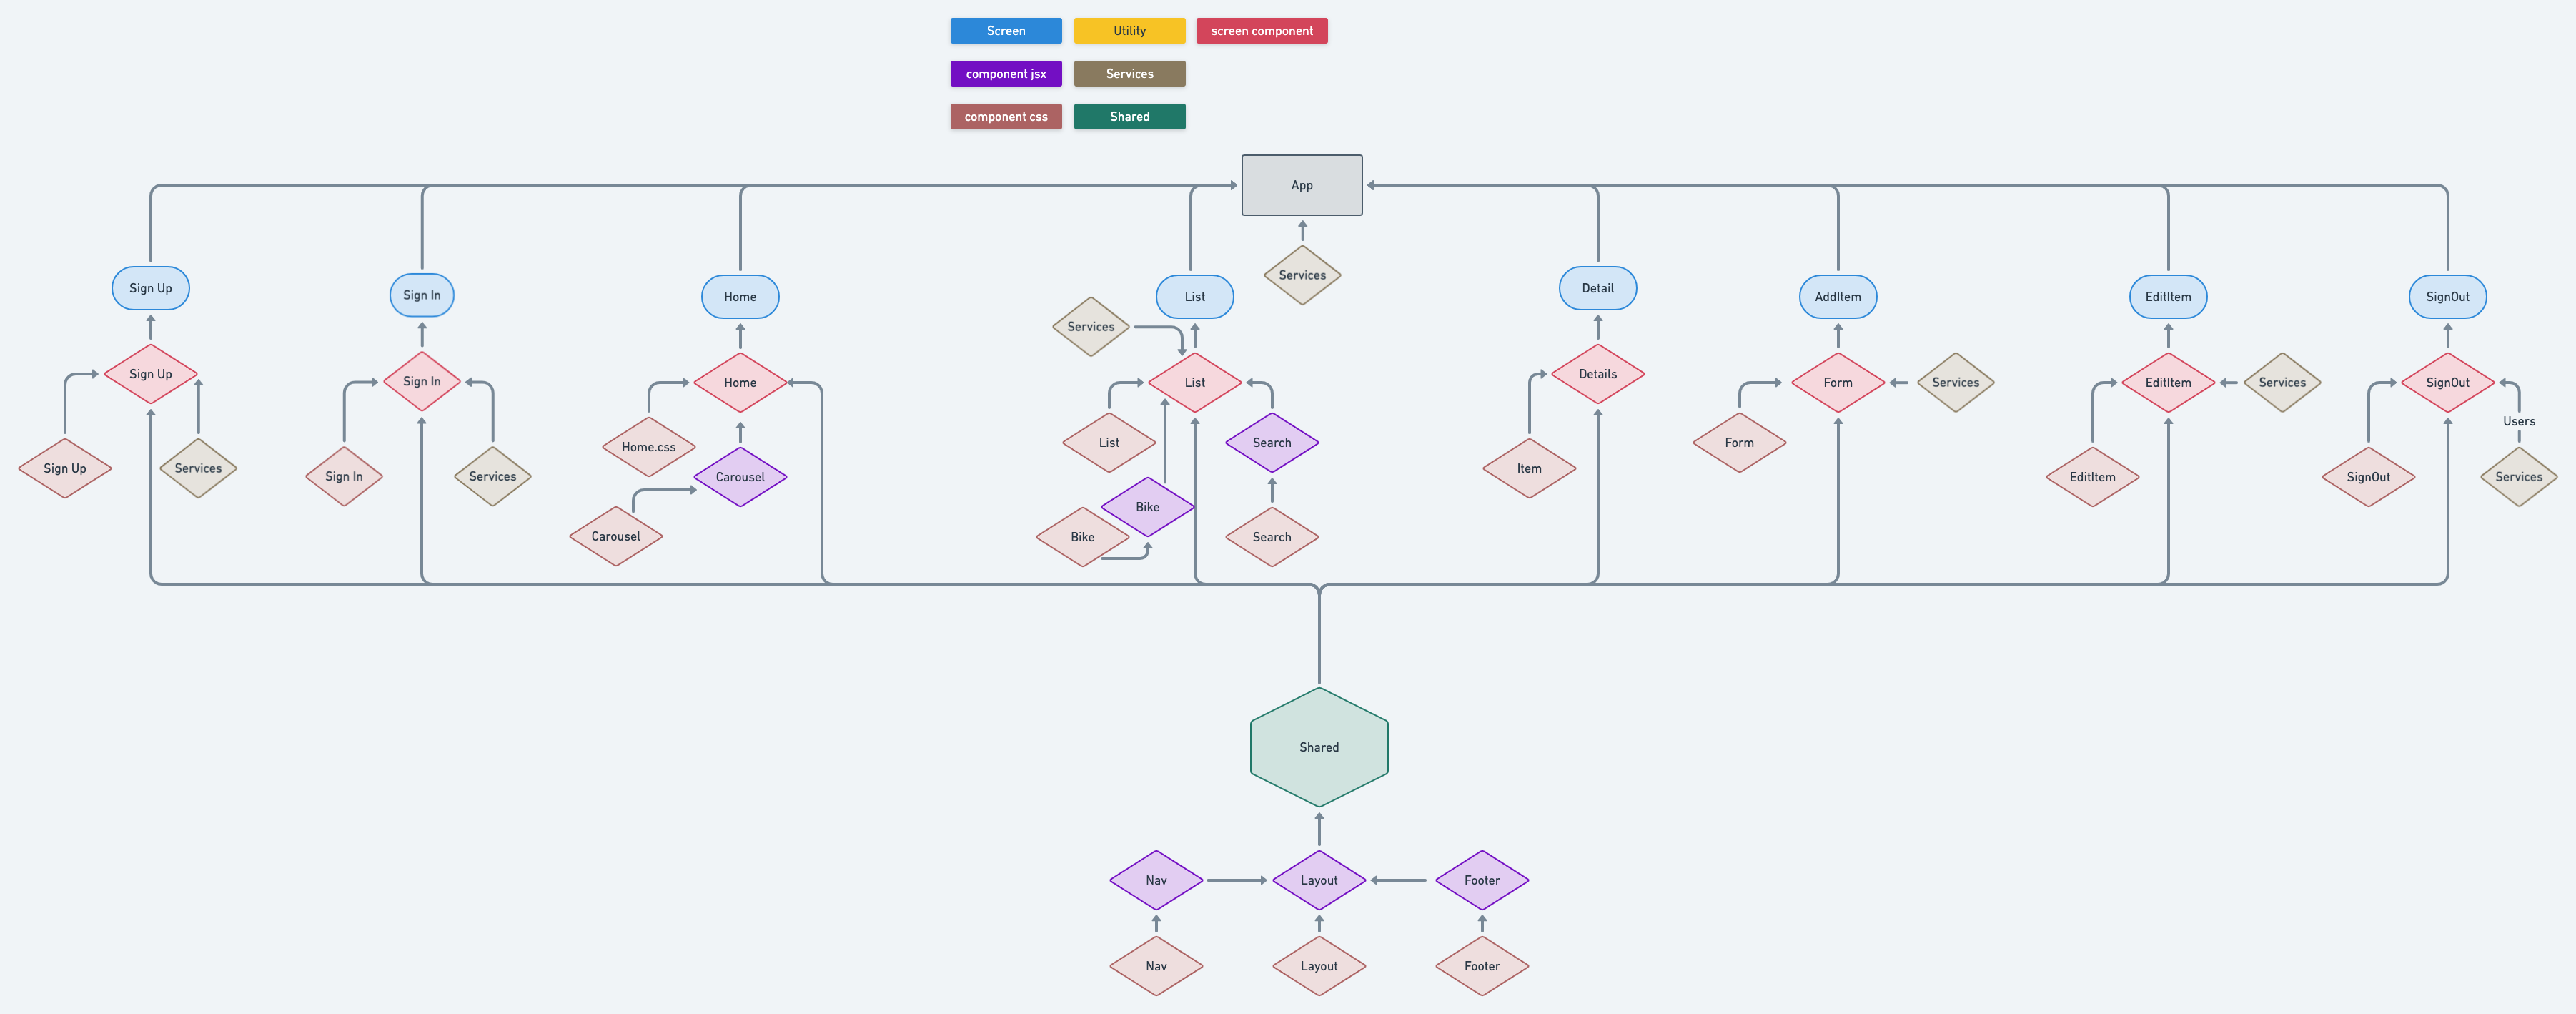 Screen
Utility
screen component
component jsx
Services
component css
Shared
App
Services
Sign Up
Sign In
Home
List
Detail
AddItem
EditItem
SignOut
Services
Sign Up
Sign In
Home
List
Details
Form
Services
EditItem
Services
SignOut
Users
Sign Up
Services
Sign In
Services
Home.css
Carousel
Carousel
List
Search
Bike
Bike
Search
Item
Form
EditItem
SignOut
Services
Shared
Nav
Layout
Footer
Nav
Layout
Footer